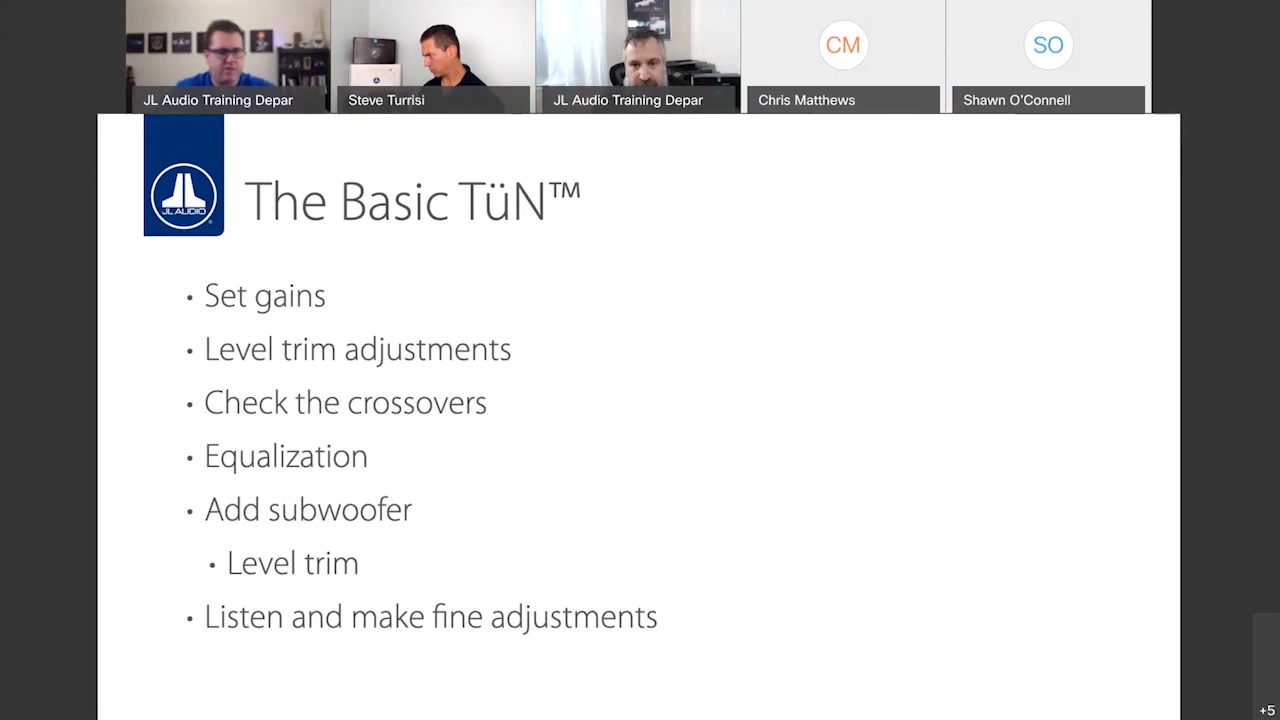 JL Audio Training Depar
Steve Turrisi
JL Audio Training Depar
CM
Chris Matthews
SO
Shawn O'Connell
JL AUDIO
®
The Basic TüN™
• Set gains
• Level trim adjustments
• Check the crossovers
• Equalization
• Add subwoofer
• Level trim
• Listen and make fine adjustments
+5